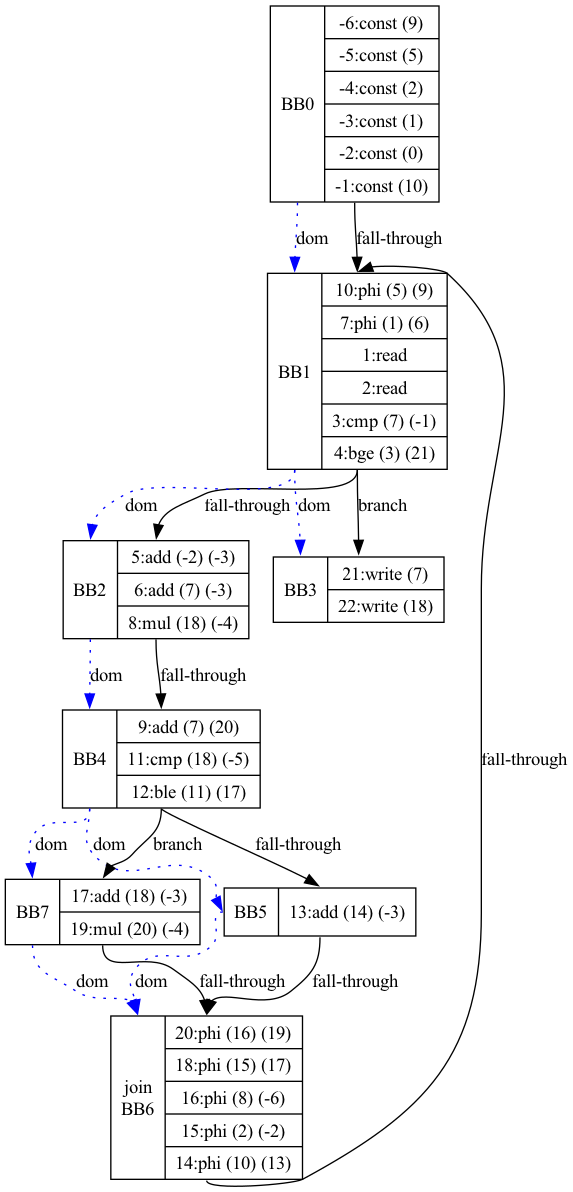 BB0
-6:const (9)
-5:const (5)
-4:const (2)
-3:const (1)
-2:const (0)
-1:const (10)
dom
fall-through
BB1
10:phi (5) (9)
7:phi (1) (6)
1:read
2:read
3:cmp (7) (-1)
4:bge (3) (21)
dom
fall-through
dom
branch
BB2
5:add (-2) (-3)
6:add (7) (-3)
8:mul (18) (-4)
BB3
21:write (7)
22:write (18)
dom
fall-through
BB4
9:add (7) (20)
11:cmp (18) (-5)
12:ble (11) (17)
fall-through
dom
dom
branch
fall-through
BB7
17:add (18) (-3)
19:mul (20) (-4)
BB5
13:add (14) (-3)
dom
dom
fall-through
fall-through
join
BB6
20:phi (16) (19)
18:phi (15) (17)
16:phi (8) (-6)
15:phi (2) (-2)
14:phi (10) (13)